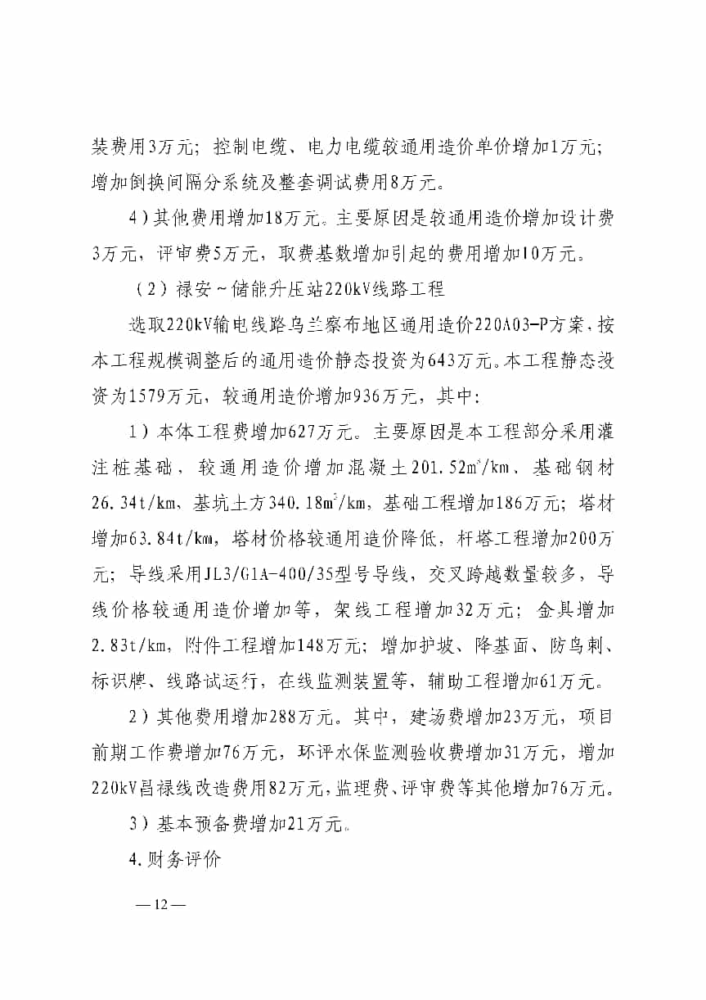 装费用3万元；控制电缆、电力电缆较通用造价单价增加1万元；
增加倒换间隔分系统及整套调试费用8万元。
4)其他费用增加18万元。主要原因是较通用造价增加设计费
3万元，评审费5万元，取费基数增加引起的费用增加10万元。
（2）禄安～储能升压站220kV线路工程
选取220kV输电线路乌兰察布地区通用造价220A03-P方案，按
本工程规模调整后的通用造价静态投资为643万元。本工程静态投
资为1579万元，较通用造价增加936万元，其中：
1）本体工程费增加627万元。主要原因是本工程部分采用灌
注桩基础，较通用造价增加混凝土201.52m³/km、基础钢材
26.34t/km，基坑土方340.18m³/km，基础工程增加186万元；塔材
增加63.84t/km，塔材价格较通用造价降低，杆塔工程增加200万
元；导线采用JL3/G1A-400/35型号导线，交叉跨越数量较多，导
线价格较通用造价增加等，架线工程增加32万元；金具增加
2.83t/km，附件工程增加148万元；增加护坡、降基面、防鸟刺、
标识牌、线路试运行，在线监测装置等，辅助工程增加61万元。
2）其他费用增加288万元。其中，建场费增加23万元，项目
前期工作费增加76万元，环评水保监测验收费增加31万元，增加
220kV昌禄线改造费用82万元，监理费、评审费等其他增加76万元。
3）基本预备费增加21万元。
4.财务评价
—12—